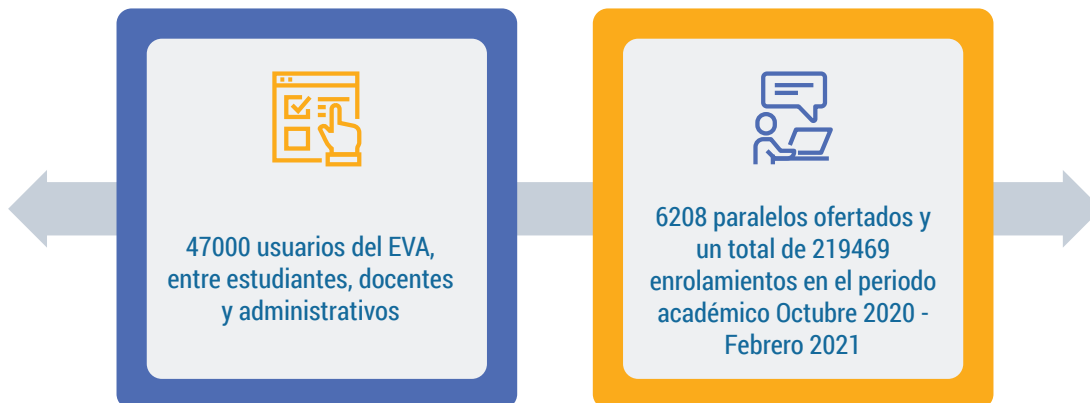 47000 usuarios del EVA,
entre estudiantes, docentes
y administrativos
6208 paralelos ofertados y
un total de 219469
enrolamientos en el periodo
académico Octubre 2020 -
Febrero 2021